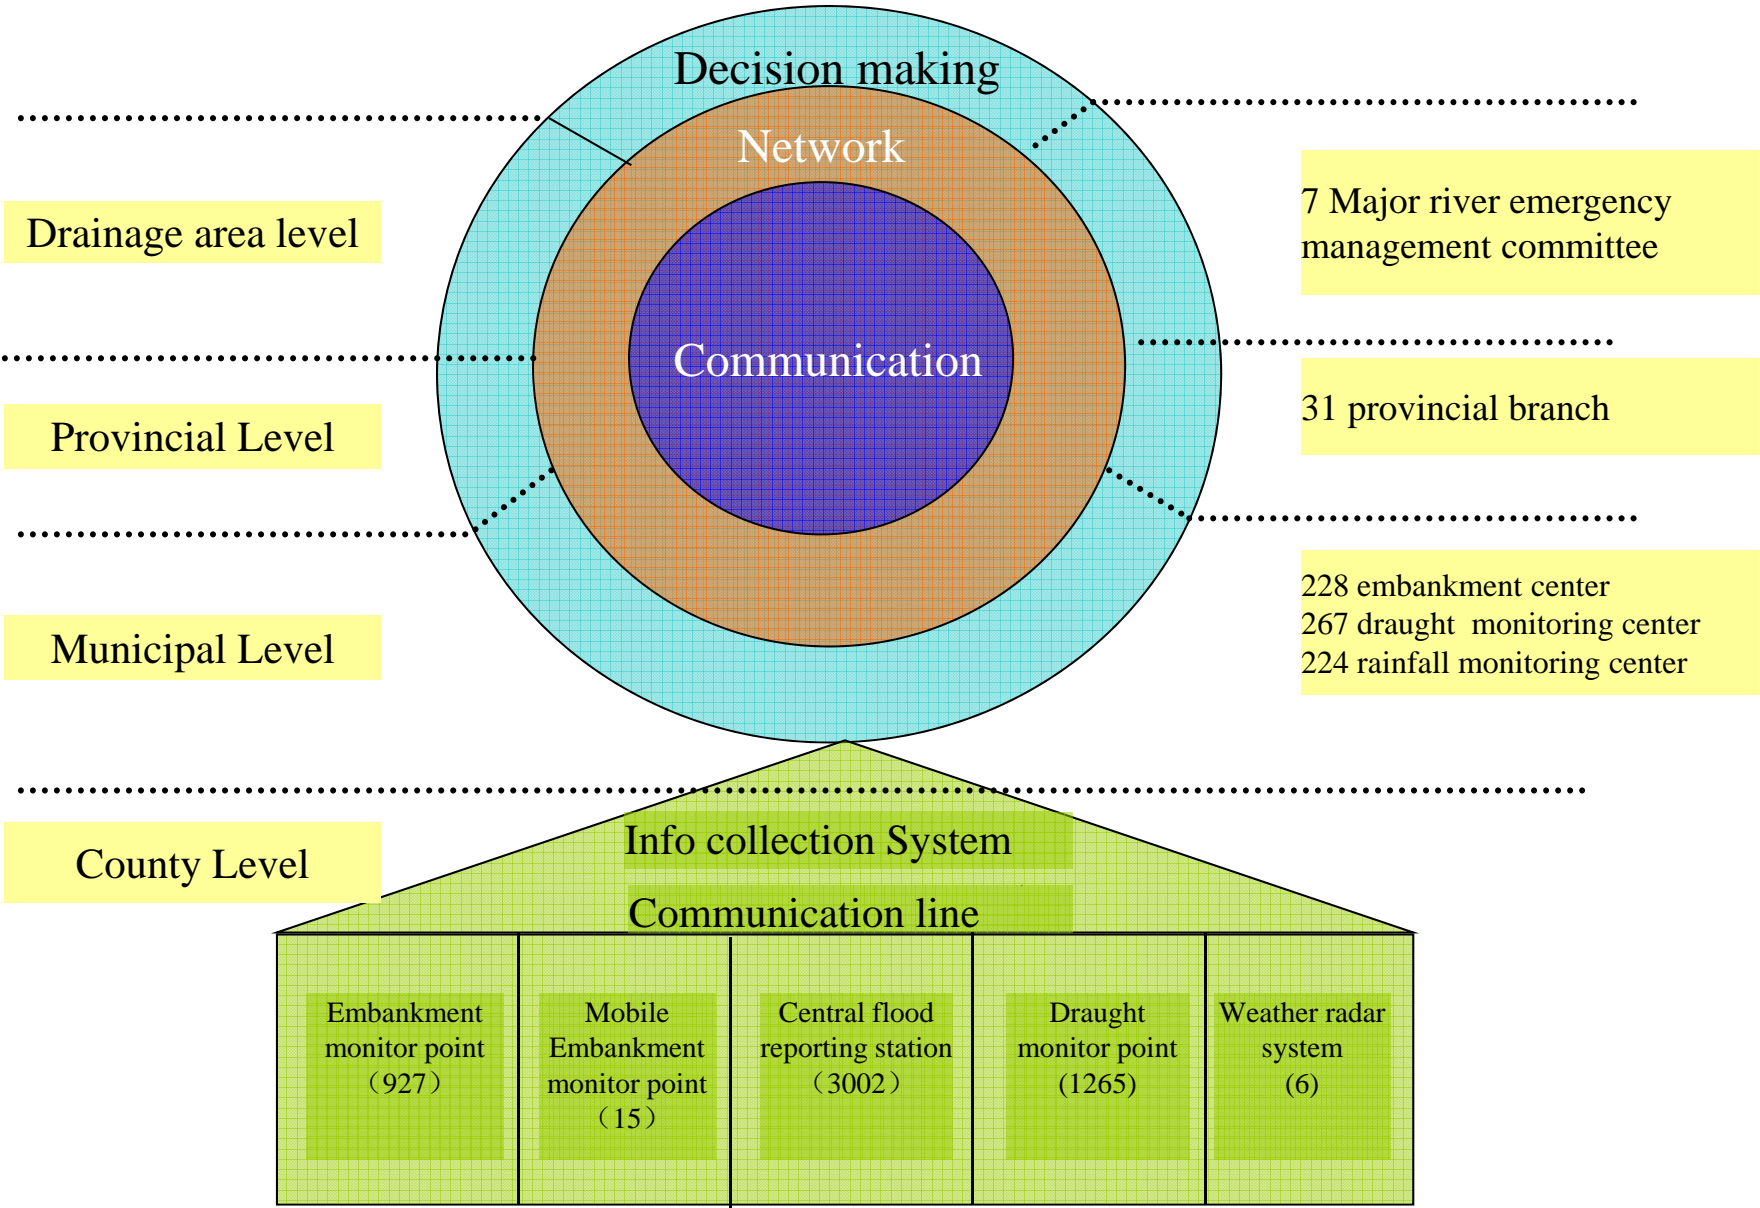 Decision making
Network
Communication
Drainage area level
7 Major river emergency
management committee
Provincial Level
31 provincial branch
Municipal Level
228 embankment center
267 draught monitoring center
224 rainfall monitoring center
County Level
Info collection System
Communication line
Embankment
monitor point
（927）
Mobile
Embankment
monitor point
（15）
Central flood
reporting station
（3002）
Draught
monitor point
(1265)
Weather radar
system
(6)